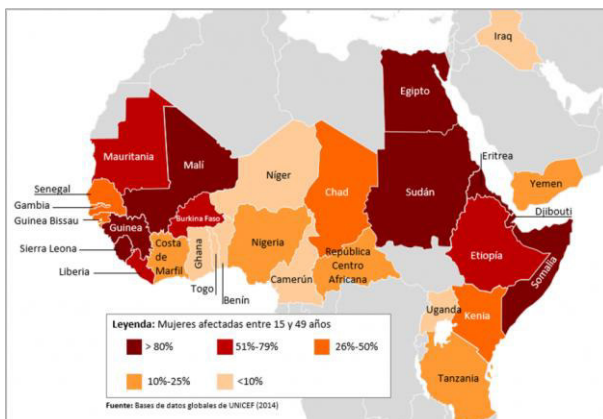 Iraq
Egipto
Mauritania
Malí
Níger
Chad
Sudán
Eritrea
Yemen
Senegal
Gambia
Guinea Bissau
Guinea
Burkina Faso
Djibouti
Sierra Leona
Costa de Marfil
Ghana
Nigeria
Etiopía
Somalia
Liberia
Togo
Benín
Camerún
República
Centro
Africana
Uganda
Kenia
Tanzania
Leyenda: Mujeres afectadas entre 15 y 49 años
> 80%
51%-79%
26%-50%
10%-25%
<10%
Fuente: Bases de datos globales de UNICEF (2014)